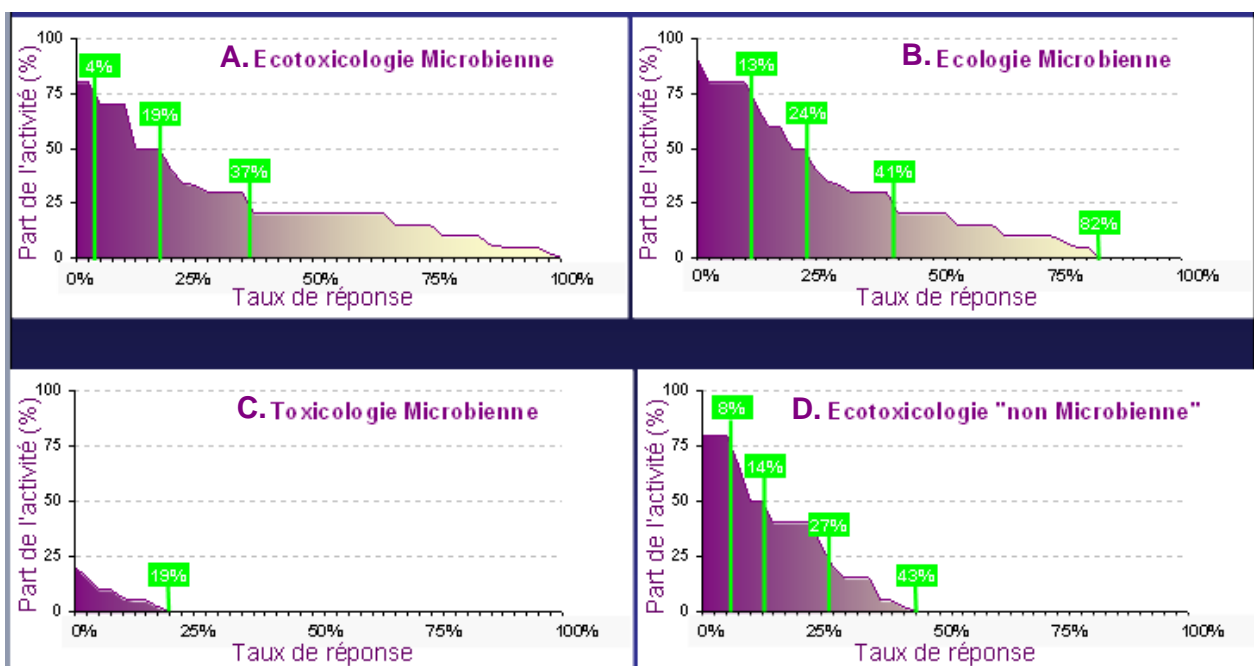 A. Ecotoxicologie Microbienne
Part de l'activité (%)
100
75
50
25
0
4%
19%
37%
0% 25% 50% 75% 100%
Taux de réponse
B. Ecologie Microbienne
Part de l'activité (%)
100
75
50
25
0
13%
24%
41%
82%
0% 25% 50% 75% 100%
Taux de réponse
C. Toxicologie Microbienne
Part de l'activité (%)
100
75
50
25
0
19%
0% 25% 50% 75% 100%
Taux de réponse
D. Ecotoxicologie "non Microbienne"
Part de l'activité (%)
100
75
50
25
0
8%
14%
27%
43%
0% 25% 50% 75% 100%
Taux de réponse